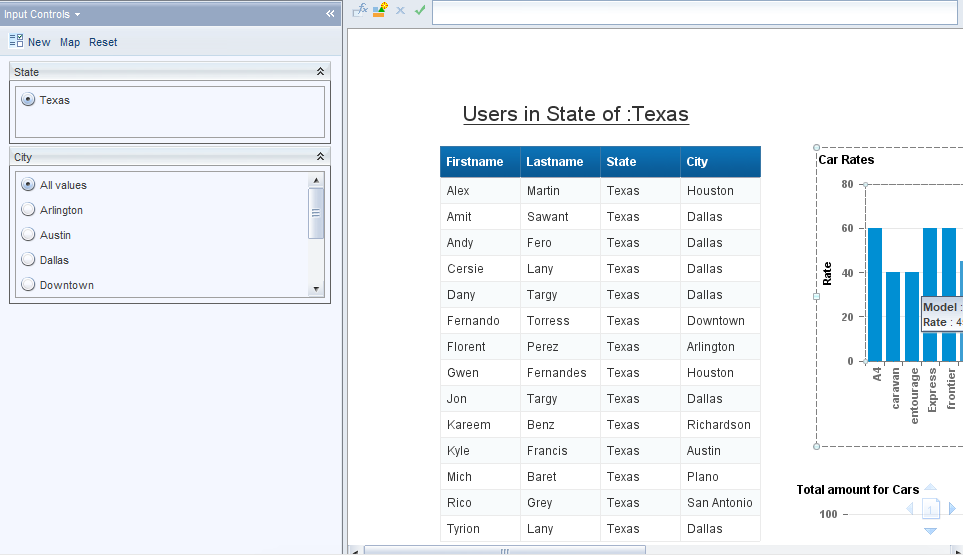 Input Controls
New Map Reset
State
Texas
City
All values
Arlington
Austin
Dallas
Downtown
Users in State of :Texas
Firstname Lastname State City
Alex Martin Texas Houston
Amit Sawant Texas Dallas
Andy Fero Texas Dallas
Cersie Lany Texas Dallas
Dany Targy Texas Dallas
Fernando Torress Texas Downtown
Florent Perez Texas Arlington
Gwen Fernandes Texas Houston
Jon Targy Texas Dallas
Kareem Benz Texas Richardson
Kyle Francis Texas Austin
Mich Baret Texas Plano
Rico Grey Texas San Antonio
Tyrion Lany Texas Dallas
Car Rates
80
60
40
20
0
Rate
Model :
Rate : 4
A4
caravan
entourage
Express
frontier
Total amount for Cars
1
100